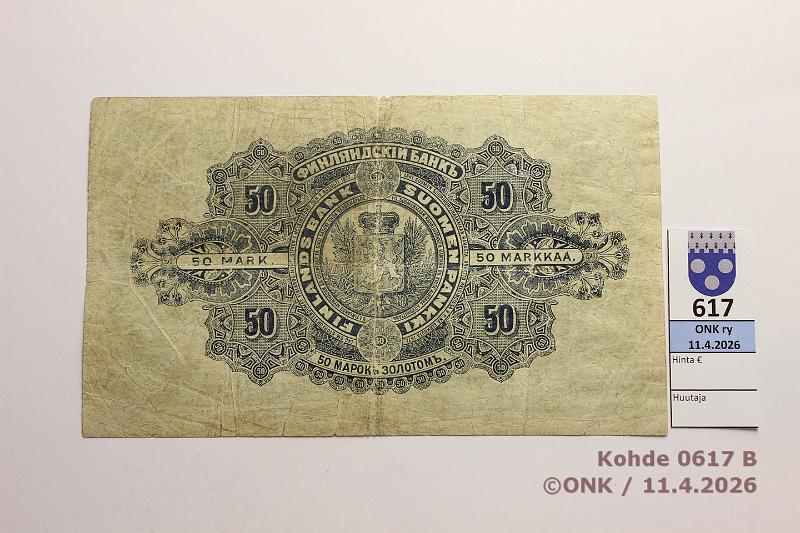 ФИНЛЯНДСКІЙ БАНКЪ
FINLANDS BANK SUOMEN PANKKI
50 50
50 MARK. 50 MARKKAA.
50 50
50 МАРОКЪ ЗОЛОТОМЪ.
617
ONK ry
11.4.2026
Hinta €
Huutaja
Kohde 0617 B
©ONK / 11.4.2026